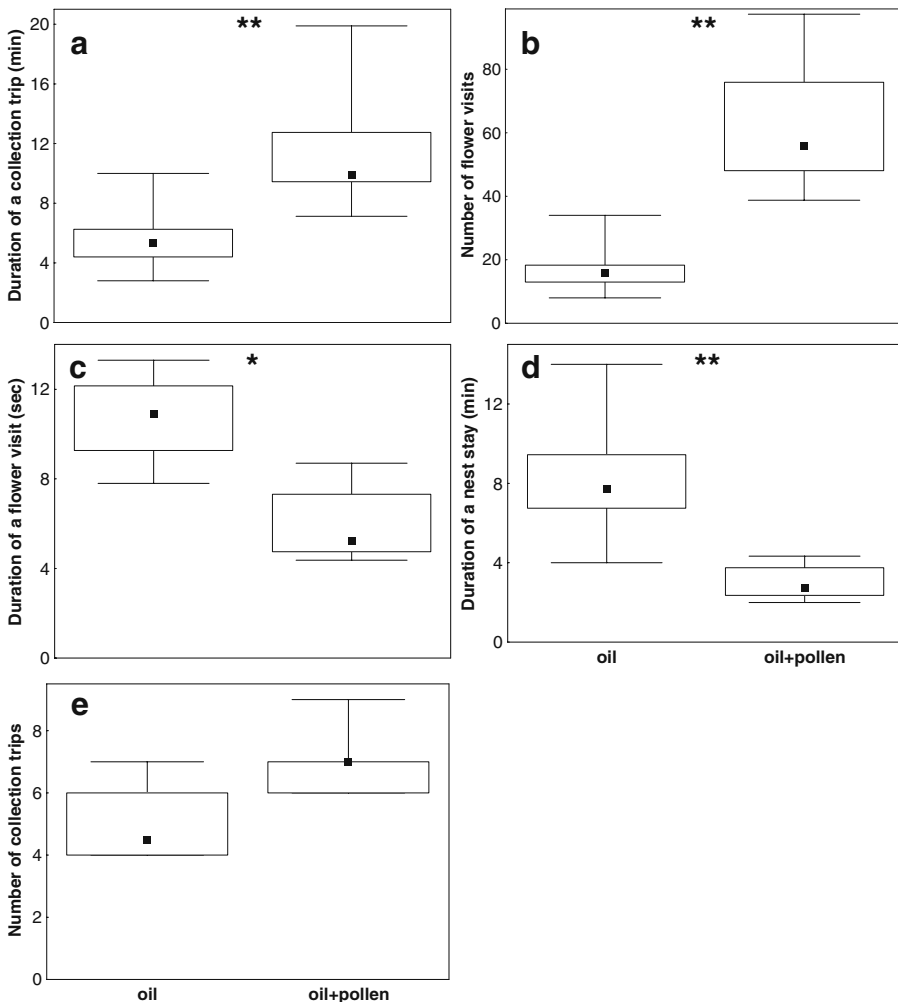 a
**
Duration of a collection trip (min)
20
16
12
8
4
0
b
**
Number of flower visits
80
60
40
20
0
c
*
Duration of a flower visit (sec)
12
8
4
0
d
**
Duration of a nest stay (min)
12
8
4
0
oil
oil+pollen
e
Number of collection trips
8
6
4
2
0
oil
oil+pollen